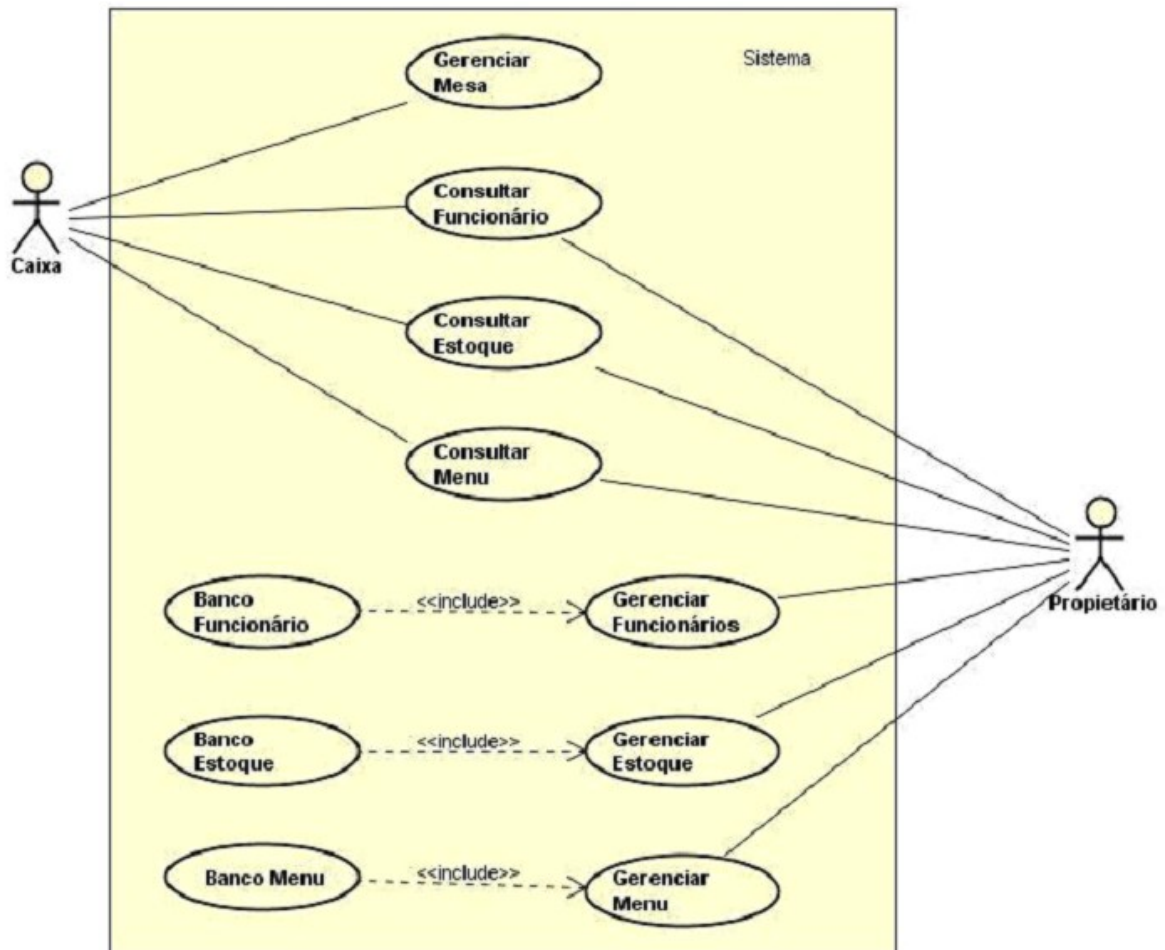 Sistema
Gerenciar
Mesa
Consultar
Funcionário
Caixa
Consultar
Estoque
Consultar
Menu
Banco
Funcionário
<<include>>
Gerenciar
Funcionários
Propietário
Banco
Estoque
<<include>>
Gerenciar
Estoque
Banco Menu
<<include>>
Gerenciar
Menu